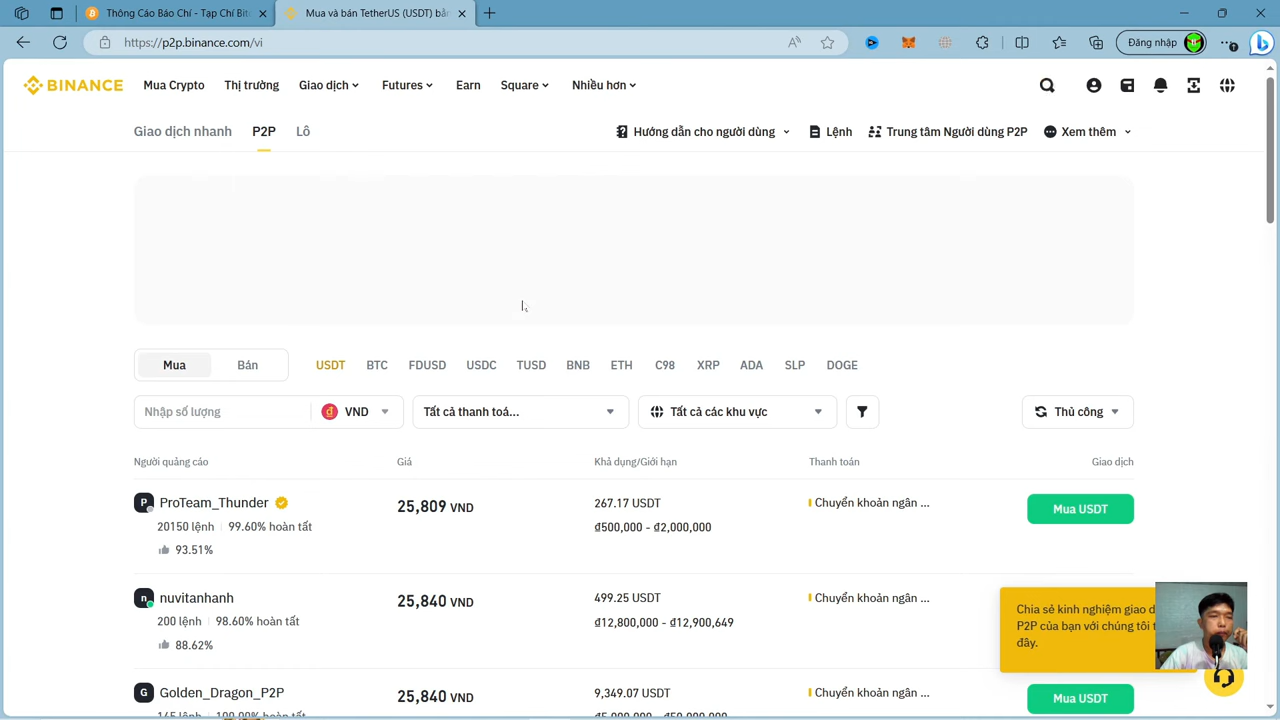 Thông Cáo Báo Chí - Tạp Chí Bit
Mua và bán TetherUS (USDT) bằn
https://p2p.binance.com/vi
Đăng nhập
BINANCE
Mua Crypto
Thị trường
Giao dịch
Futures
Earn
Square
Nhiều hơn
Giao dịch nhanh
P2P
Lô
Hướng dẫn cho người dùng
Lệnh
Trung tâm Người dùng P2P
Xem thêm
Mua
Bán
USDT BTC FDUSD USDC TUSD BNB ETH C98 XRP ADA SLP DOGE
Nhập số lượng
đ VND
Tất cả thanh toá...
Tất cả các khu vực
Thủ công
Người quảng cáo
Giá
Khả dụng/Giới hạn
Thanh toán
Giao dịch
P ProTeam_Thunder
25,809 VND
267.17 USDT
Chuyển khoản ngân ...
Mua USDT
20150 lệnh | 99.60% hoàn tất
₫500,000 - ₫2,000,000
93.51%
n nuvitanhanh
25,840 VND
499.25 USDT
Chuyển khoản ngân ...
200 lệnh | 98.60% hoàn tất
₫12,800,000 - ₫12,900,649
88.62%
Chia sẻ kinh nghiệm giao d
P2P của bạn với chúng tôi t
đây.
G Golden_Dragon_P2P
25,840 VND
9,349.07 USDT
Chuyển khoản ngân ...
Mua USDT